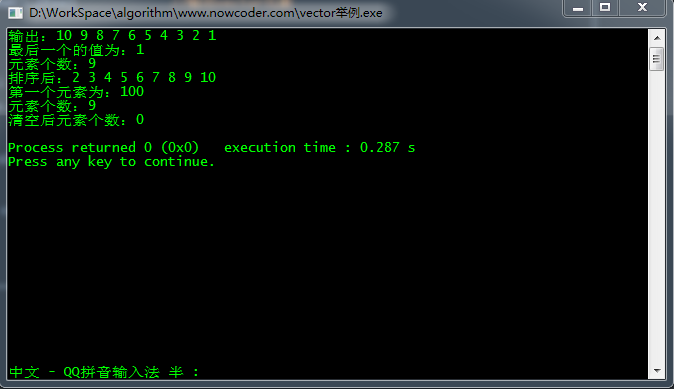 D:\WorkSpace\algorithm\www.nowcoder.com\vector举例.exe
输出：10 9 8 7 6 5 4 3 2 1
最后一个的值为：1
元素个数：9
排序后：2 3 4 5 6 7 8 9 10
第一个元素为：100
元素个数：9
清空后元素个数：0
Process returned 0 (0x0)   execution time : 0.287 s
Press any key to continue.
中文 - QQ拼音输入法 半 :